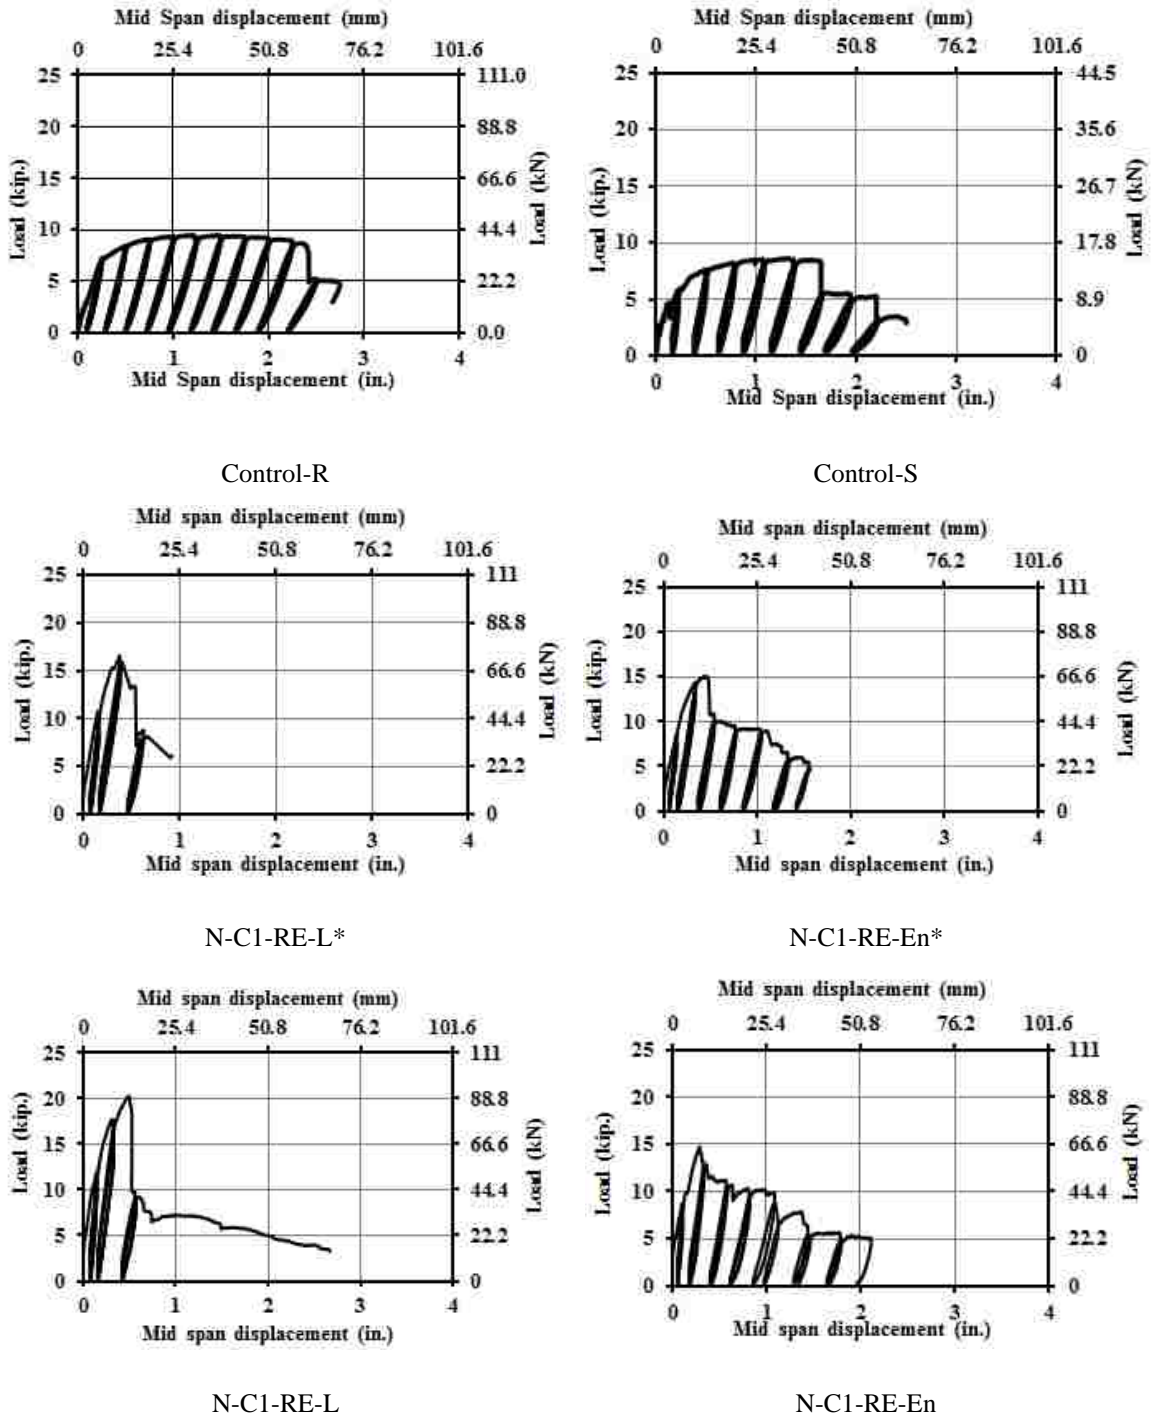 Mid Span displacement (mm)
0 25.4 50.8 76.2 101.6
25 111.0
20 88.8
15 66.6
10 44.4
5 22.2
0 0.0
0 1 2 3 4
Load (kip.)
Load (kN)
Mid Span displacement (in.)
Control-R
Mid Span displacement (mm)
0 25.4 50.8 76.2 101.6
25 44.5
20 35.6
15 26.7
10 17.8
5 8.9
0 0
0 1 2 3 4
Load (kip.)
Load (kN)
Mid Span displacement (in.)
Control-S
Mid span displacement (mm)
0 25.4 50.8 76.2 101.6
25 111
20 88.8
15 66.6
10 44.4
5 22.2
0 0
0 1 2 3 4
Load (kip.)
Load (kN)
Mid span displacement (in.)
N-C1-RE-L*
Mid span displacement (mm)
0 25.4 50.8 76.2 101.6
25 111
20 88.8
15 66.6
10 44.4
5 22.2
0 0
0 1 2 3 4
Load (kip.)
Load (kN)
Mid span displacement (in.)
N-C1-RE-En*
Mid span displacement (mm)
0 25.4 50.8 76.2 101.6
25 111
20 88.8
15 66.6
10 44.4
5 22.2
0 0
0 1 2 3 4
Load (kip.)
Load (kN)
Mid span displacement (in.)
N-C1-RE-L
Mid span displacement (mm)
0 25.4 50.8 76.2 101.6
25 111
20 88.8
15 66.6
10 44.4
5 22.2
0 0
0 1 2 3 4
Load (kip.)
Load (kN)
Mid span displacement (in.)
N-C1-RE-En